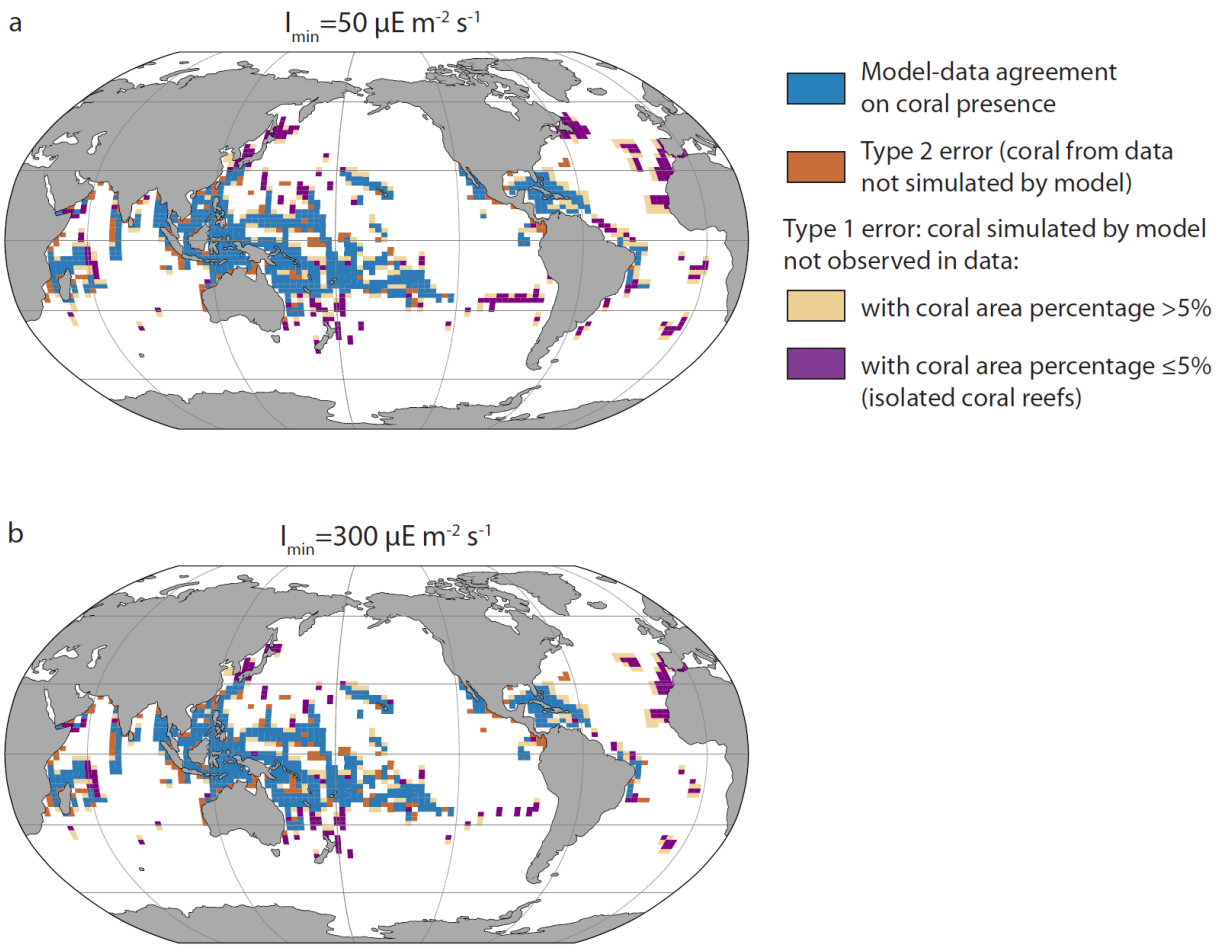 a
I_min=50 µE m⁻² s⁻¹
Model-data agreement
on coral presence
Type 2 error (coral from data
not simulated by model)
Type 1 error: coral simulated by model
not observed in data:
with coral area percentage >5%
with coral area percentage ≤5%
(isolated coral reefs)
b
I_min=300 µE m⁻² s⁻¹